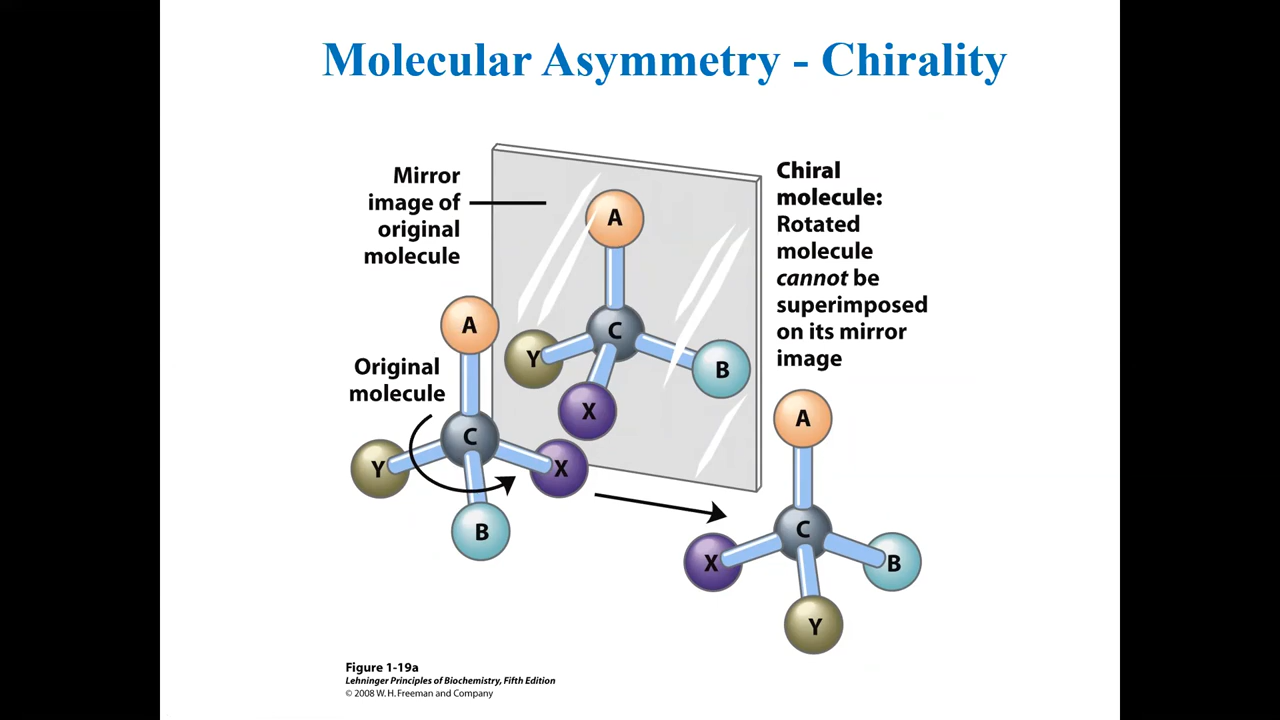 Molecular Asymmetry - Chirality
Mirror
image of
original
molecule
Chiral
molecule:
Rotated
molecule
cannot be
superimposed
on its mirror
image
A
C
Y
B
X
Original
molecule
A
C
Y
X
B
A
C
X
B
Y
Figure 1-19a
Lehninger Principles of Biochemistry, Fifth Edition
© 2008 W. H. Freeman and Company